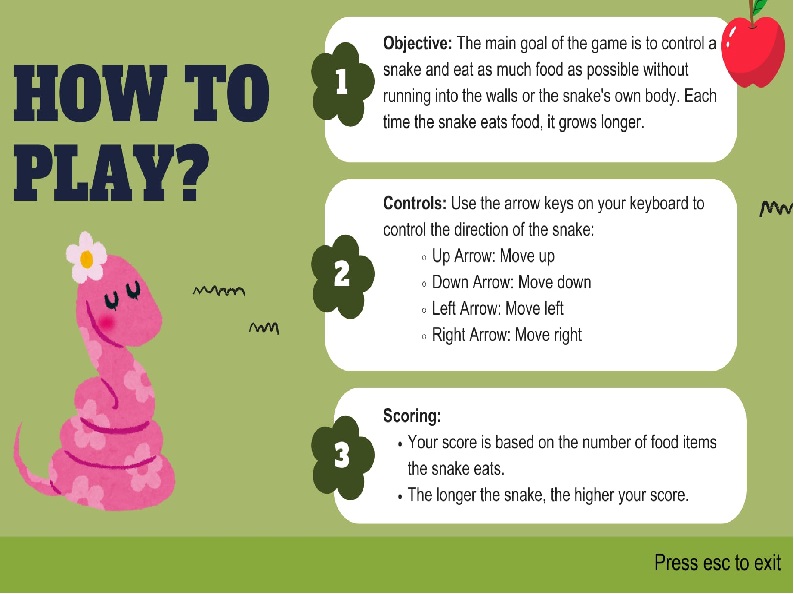 HOW TO
PLAY?
1
Objective: The main goal of the game is to control a
snake and eat as much food as possible without
running into the walls or the snake's own body. Each
time the snake eats food, it grows longer.
2
Controls: Use the arrow keys on your keyboard to
control the direction of the snake:
◦ Up Arrow: Move up
◦ Down Arrow: Move down
◦ Left Arrow: Move left
◦ Right Arrow: Move right
3
Scoring:
• Your score is based on the number of food items
the snake eats.
• The longer the snake, the higher your score.
Press esc to exit